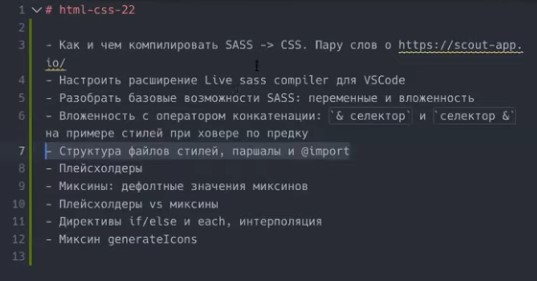 1 # html-css-22
2
3 - Как и чем компилировать SASS -> CSS. Пару слов о https://scout-app.
io/
4 - Настроить расширение Live sass compiler для VSCode
5 - Разобрать базовые возможности SASS: переменные и вложенность
6 - Вложенность с оператором конкатенации: `& селектор` и `селектор &`
на примере стилей при ховере по предку
7 - Структура файлов стилей, паршалы и @import
8 - Плейсхолдеры
9 - Миксины: дефолтные значения миксинов
10 - Плейсхолдеры vs миксины
11 - Директивы if/else и each, интерполяция
12 - Миксин generateIcons
13